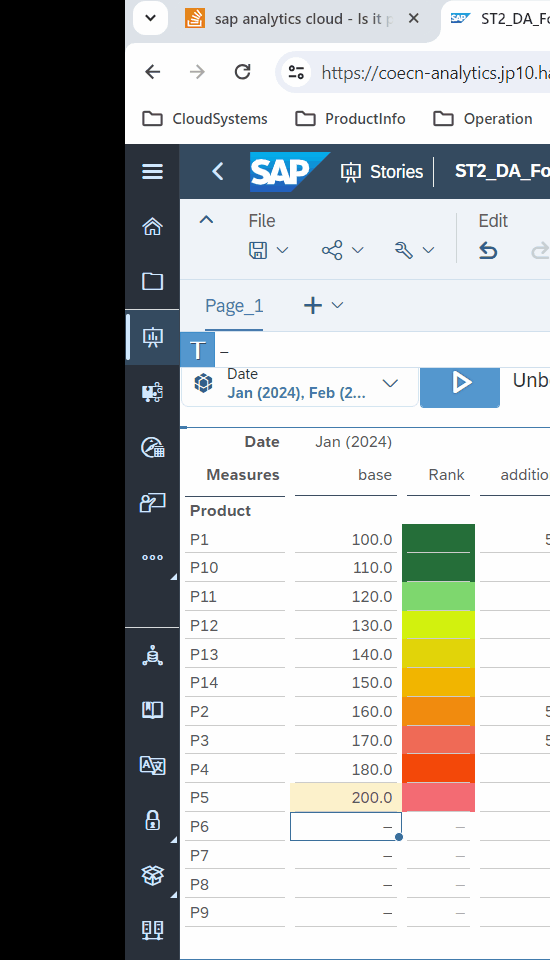 sap analytics cloud - Is it p
ST2_DA_Fo
https://coecn-analytics.jp10.ha
CloudSystems ProductInfo Operation
SAP Stories ST2_DA_Fo
File Edit
Page_1
T –
Date
Jan (2024), Feb (2...
Unb
Date Jan (2024)
Measures base Rank additio
Product
P1 100.0 5
P10 110.0
P11 120.0
P12 130.0
P13 140.0
P14 150.0
P2 160.0 5
P3 170.0 5
P4 180.0
P5 200.0
P6 – –
P7 – –
P8 – –
P9 – –